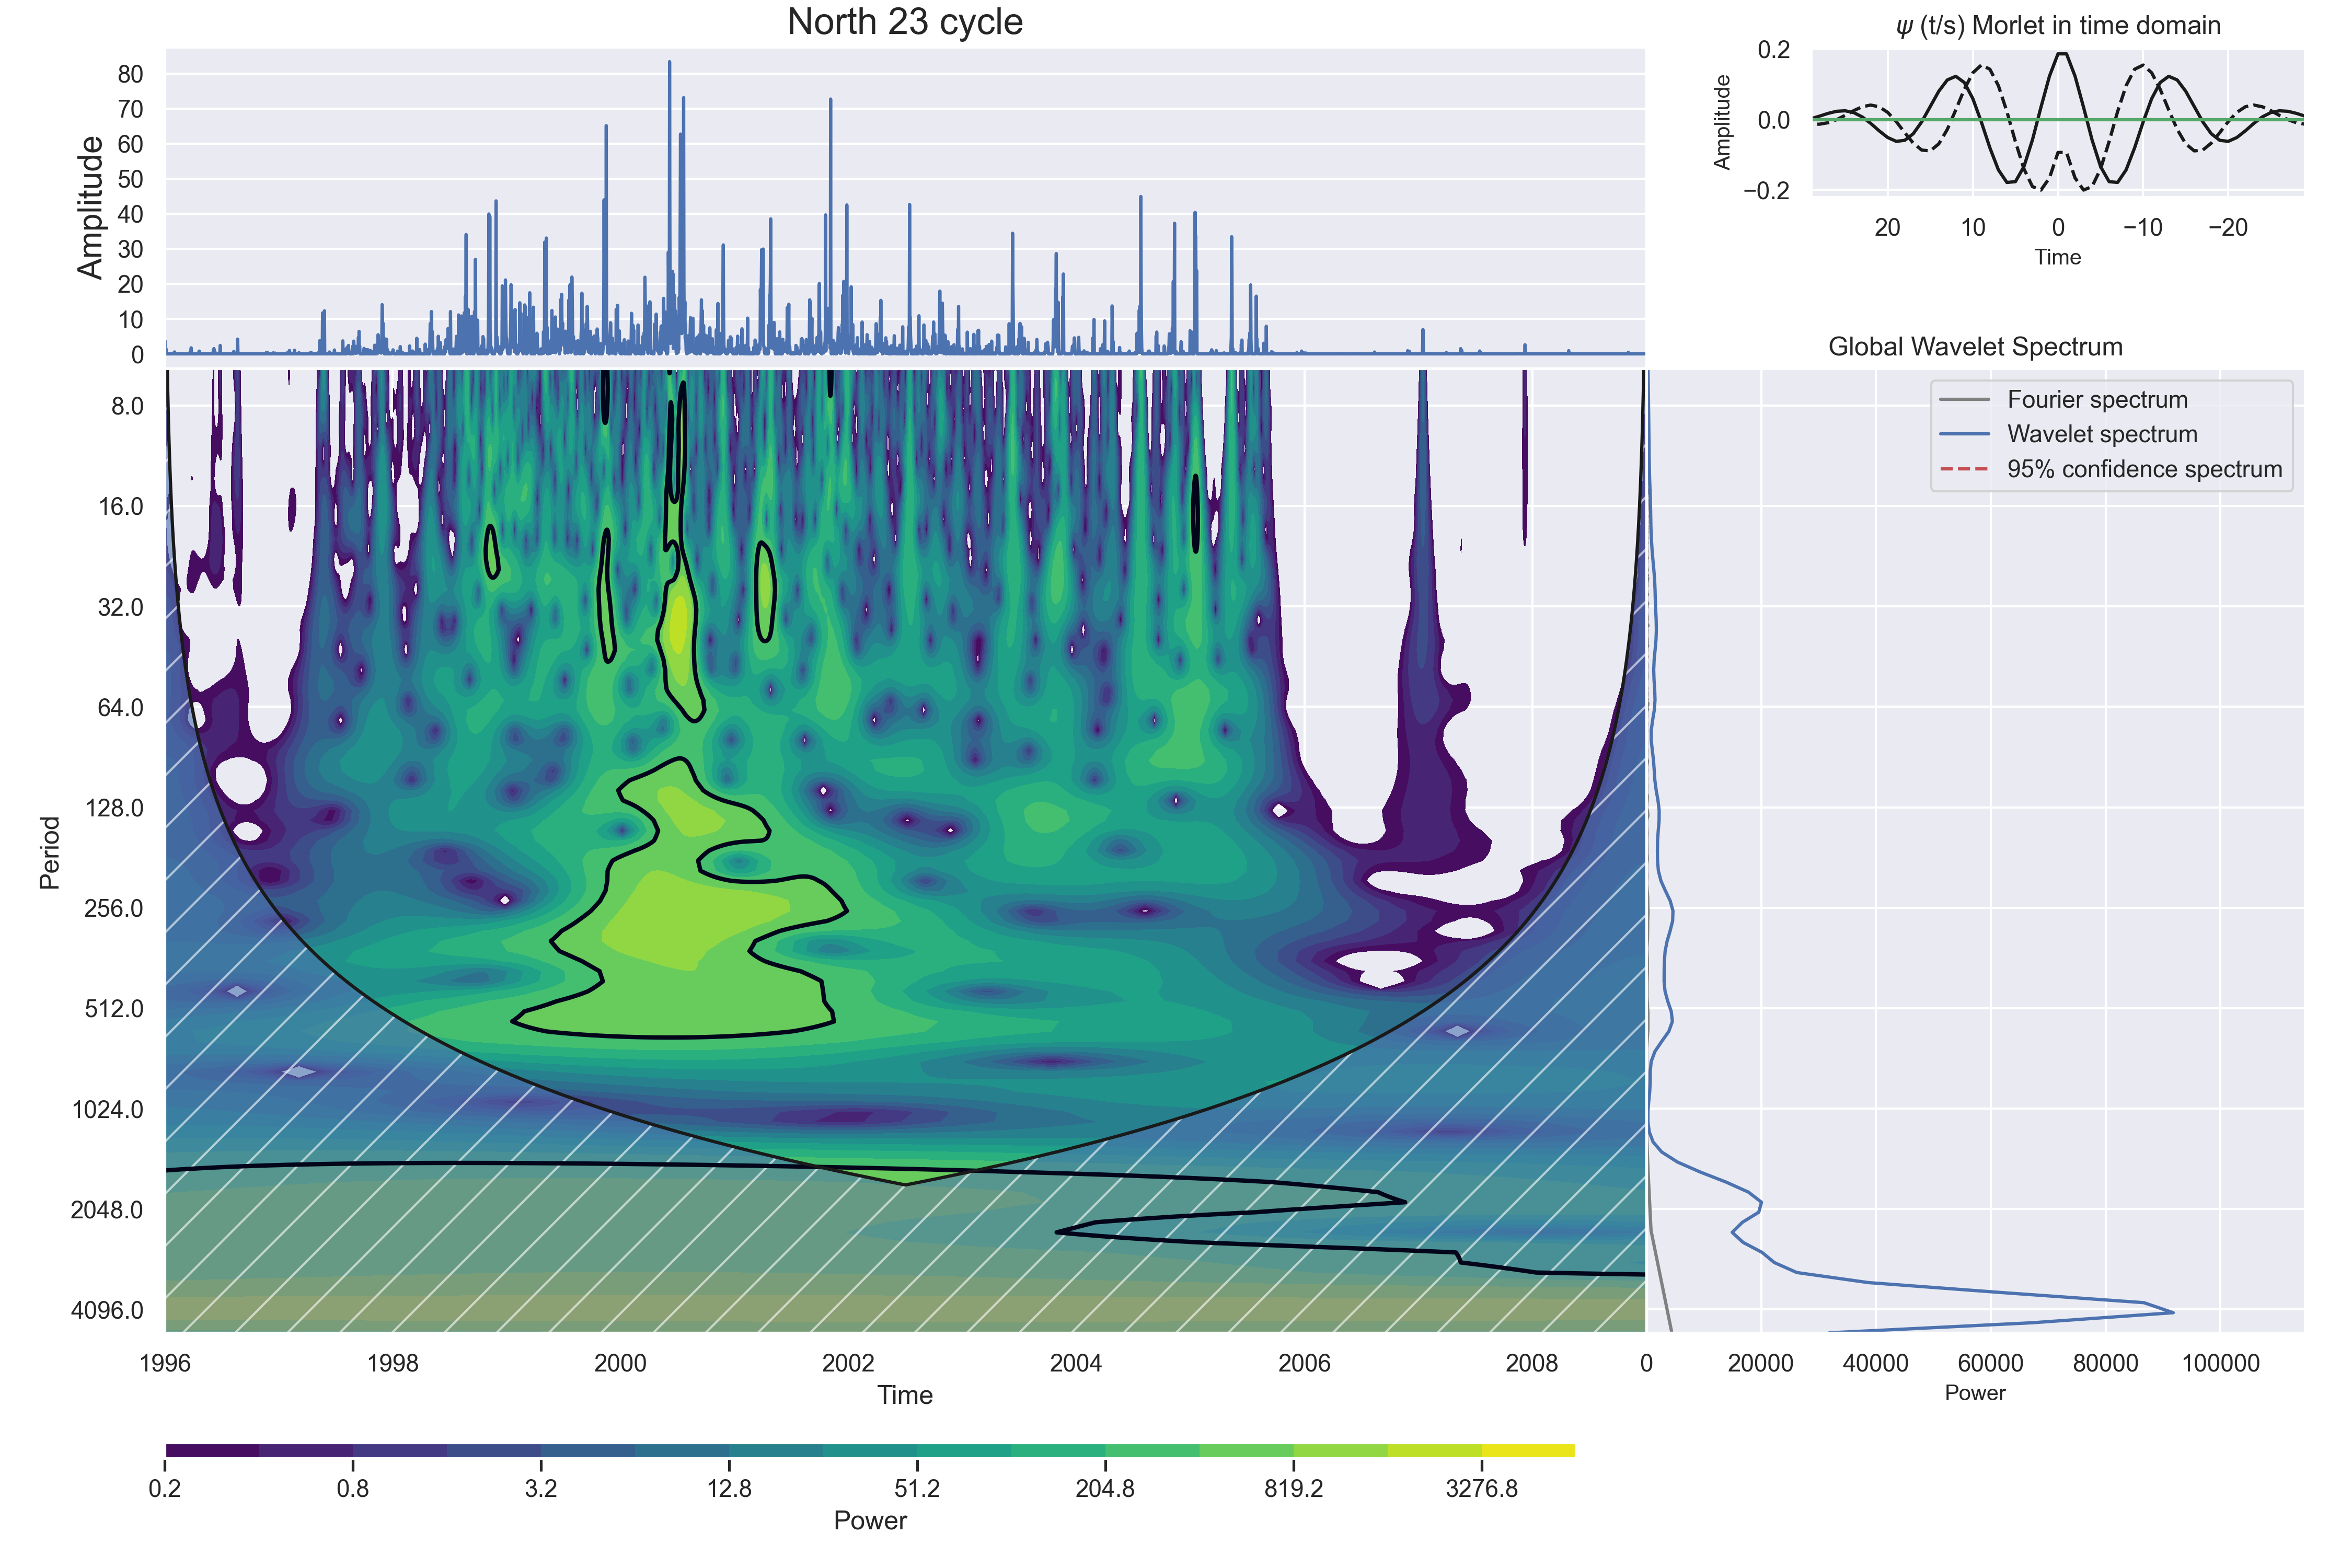 North 23 cycle
Amplitude
80
70
60
50
40
30
20
10
0
ψ (t/s) Morlet in time domain
Amplitude
0.2
0.0
−0.2
20 10 0 −10 −20
Time
Global Wavelet Spectrum
Fourier spectrum
Wavelet spectrum
95% confidence spectrum
Period
8.0
16.0
32.0
64.0
128.0
256.0
512.0
1024.0
2048.0
4096.0
1996 1998 2000 2002 2004 2006 2008
Time
0 20000 40000 60000 80000 100000
Power
0.2 0.8 3.2 12.8 51.2 204.8 819.2 3276.8
Power